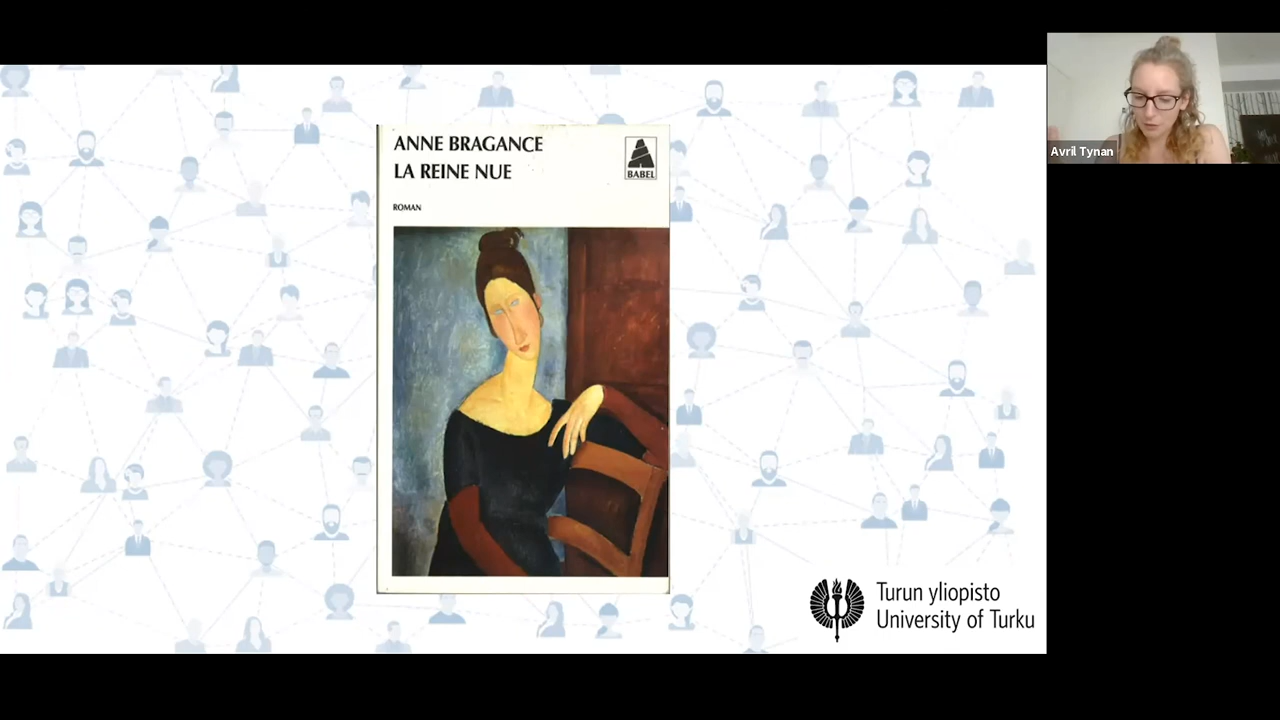 ANNE BRAGANCE
LA REINE NUE
BABEL
ROMAN
Avril Tynan
Turun yliopisto
University of Turku